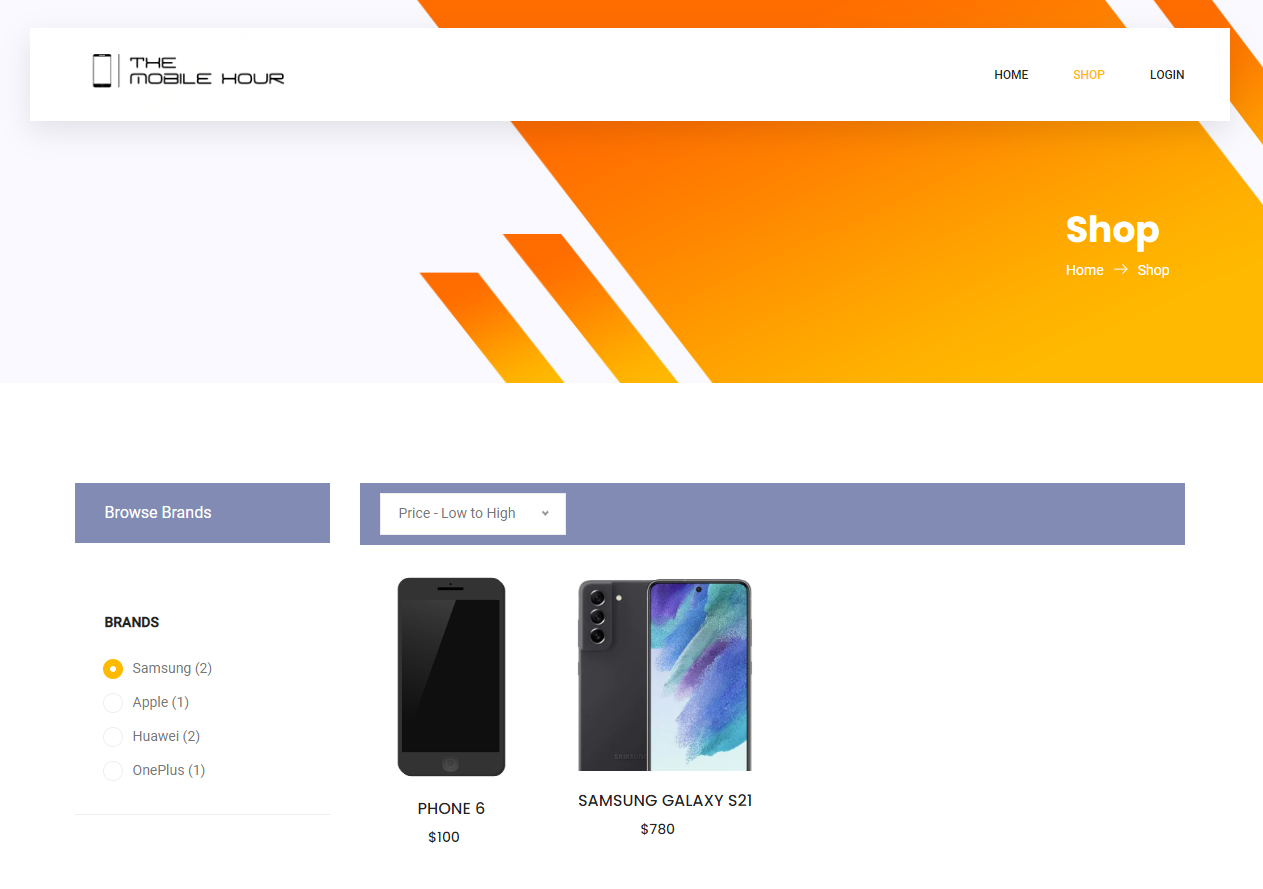 THE
MOBILE HOUR
HOME
SHOP
LOGIN
Shop
Home → Shop
Browse Brands
Price - Low to High
BRANDS
Samsung (2)
Apple (1)
Huawei (2)
OnePlus (1)
SAMSUNG
PHONE 6
$100
SAMSUNG GALAXY S21
$780